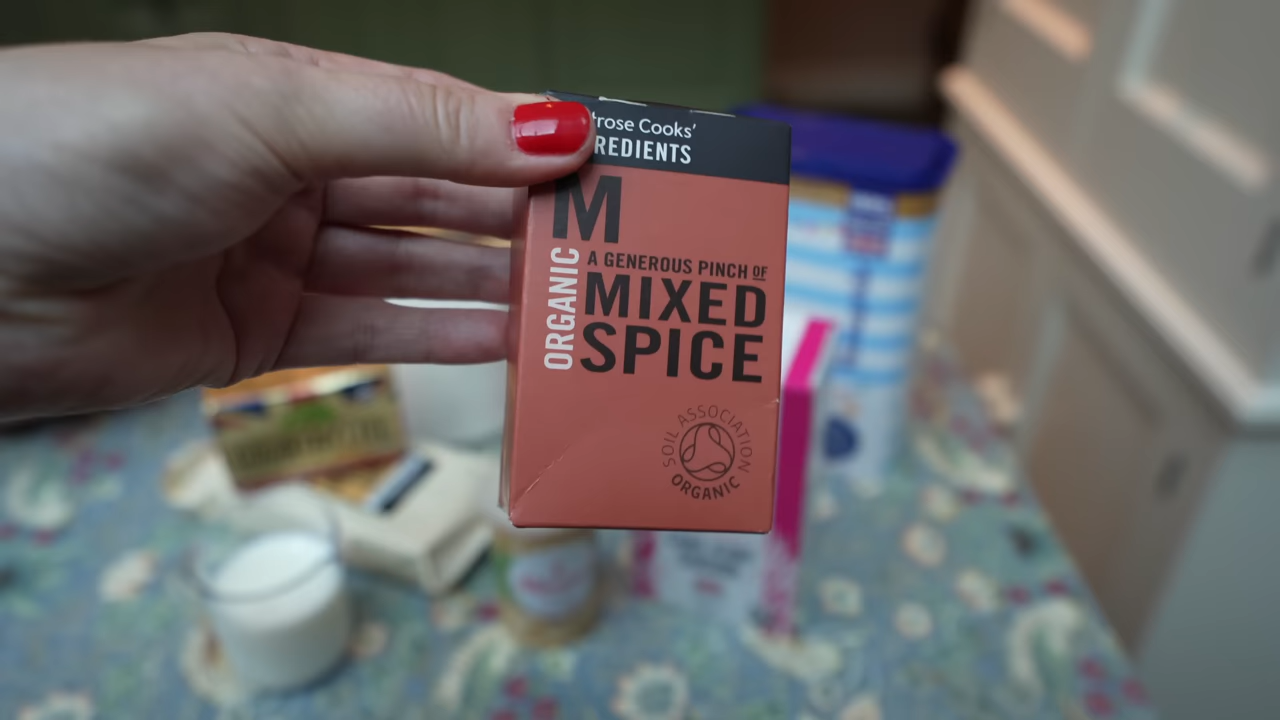 trose Cooks'
REDIENTS
M
ORGANIC
A GENEROUS PINCH OF
MIXED
SPICE
SOIL ASSOCIATION
ORGANIC